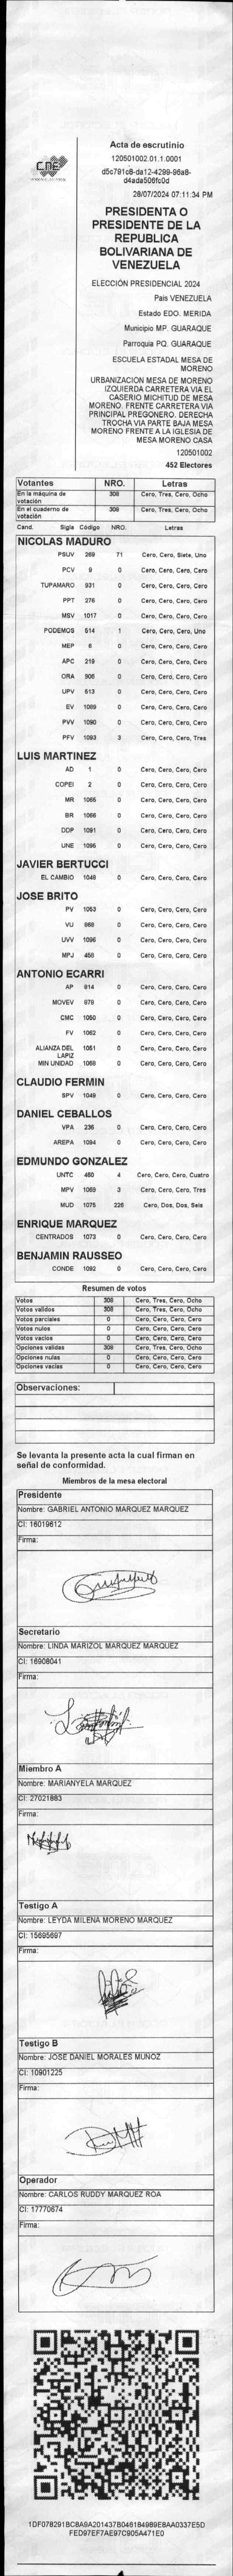 CNE
Acta de escrutinio
120501002.01.1.0001
d5c791c8-da12-4299-96a8-
d4ada506fc0d
28/07/2024 07:11:34 PM
PRESIDENTA O
PRESIDENTE DE LA
REPUBLICA
BOLIVARIANA DE
VENEZUELA
ELECCIÓN PRESIDENCIAL 2024
País VENEZUELA
Estado EDO. MERIDA
Municipio MP. GUARAQUE
Parroquia PQ. GUARAQUE
ESCUELA ESTADAL MESA DE
MORENO
URBANIZACION MESA DE MORENO
IZQUIERDA CARRETERA VIA EL
CASERIO MICHITUD DE MESA
MORENO. FRENTE CARRETERA VIA
PRINCIPAL PREGONERO. DERECHA
TROCHA VIA PARTE BAJA MESA
MORENO FRENTE A LA IGLESIA DE
MESA MORENO CASA
120501002
452 Electores
Votantes NRO. Letras
En la máquina de votación 308 Cero, Tres, Cero, Ocho
En el cuaderno de votación 308 Cero, Tres, Cero, Ocho
Cand. Sigla Código NRO. Letras
NICOLAS MADURO
PSUV 269 71 Cero, Cero, Siete, Uno
PCV 9 0 Cero, Cero, Cero, Cero
TUPAMARO 931 0 Cero, Cero, Cero, Cero
PPT 276 0 Cero, Cero, Cero, Cero
MSV 1017 0 Cero, Cero, Cero, Cero
PODEMOS 514 1 Cero, Cero, Cero, Uno
MEP 6 0 Cero, Cero, Cero, Cero
APC 219 0 Cero, Cero, Cero, Cero
ORA 906 0 Cero, Cero, Cero, Cero
UPV 513 0 Cero, Cero, Cero, Cero
EV 1089 0 Cero, Cero, Cero, Cero
PVV 1090 0 Cero, Cero, Cero, Cero
PFV 1093 3 Cero, Cero, Cero, Tres
LUIS MARTINEZ
AD 1 0 Cero, Cero, Cero, Cero
COPEI 2 0 Cero, Cero, Cero, Cero
MR 1065 0 Cero, Cero, Cero, Cero
BR 1066 0 Cero, Cero, Cero, Cero
DDP 1091 0 Cero, Cero, Cero, Cero
UNE 1095 0 Cero, Cero, Cero, Cero
JAVIER BERTUCCI
EL CAMBIO 1048 0 Cero, Cero, Cero, Cero
JOSE BRITO
PV 1053 0 Cero, Cero, Cero, Cero
VU 868 0 Cero, Cero, Cero, Cero
UVV 1096 0 Cero, Cero, Cero, Cero
MPJ 458 0 Cero, Cero, Cero, Cero
ANTONIO ECARRI
AP 814 0 Cero, Cero, Cero, Cero
MOVEV 979 0 Cero, Cero, Cero, Cero
CMC 1050 0 Cero, Cero, Cero, Cero
FV 1062 0 Cero, Cero, Cero, Cero
ALIANZA DEL LAPIZ 1051 0 Cero, Cero, Cero, Cero
MIN UNIDAD 1068 0 Cero, Cero, Cero, Cero
CLAUDIO FERMIN
SPV 1049 0 Cero, Cero, Cero, Cero
DANIEL CEBALLOS
VPA 236 0 Cero, Cero, Cero, Cero
AREPA 1094 0 Cero, Cero, Cero, Cero
EDMUNDO GONZALEZ
UNTC 460 4 Cero, Cero, Cero, Cuatro
MPV 1069 3 Cero, Cero, Cero, Tres
MUD 1075 226 Cero, Dos, Dos, Seis
ENRIQUE MARQUEZ
CENTRADOS 1073 0 Cero, Cero, Cero, Cero
BENJAMIN RAUSSEO
CONDE 1092 0 Cero, Cero, Cero, Cero
Resumen de votos
Votos 308 Cero, Tres, Cero, Ocho
Votos validos 308 Cero, Tres, Cero, Ocho
Votos parciales 0 Cero, Cero, Cero, Cero
Votos nulos 0 Cero, Cero, Cero, Cero
Votos vacios 0 Cero, Cero, Cero, Cero
Opciones validas 308 Cero, Tres, Cero, Ocho
Opciones nulas 0 Cero, Cero, Cero, Cero
Opciones vacias 0 Cero, Cero, Cero, Cero
Observaciones:
Se levanta la presente acta la cual firman en
señal de conformidad.
Miembros de la mesa electoral
Presidente
Nombre: GABRIEL ANTONIO MARQUEZ MARQUEZ
CI: 16019612
Firma:
Secretario
Nombre: LINDA MARIZOL MARQUEZ MARQUEZ
CI: 16908041
Firma:
Miembro A
Nombre: MARIANYELA MARQUEZ
CI: 27021883
Firma:
Testigo A
Nombre: LEYDA MILENA MORENO MARQUEZ
CI: 15695697
Firma:
Testigo B
Nombre: JOSE DANIEL MORALES MUÑOZ
CI: 10901225
Firma:
Operador
Nombre: CARLOS RUDDY MARQUEZ ROA
CI: 17770674
Firma:
1DF078291BC8A9A201437B046184989E8AA0337E5D
FED97EF7AE97C905A471E0